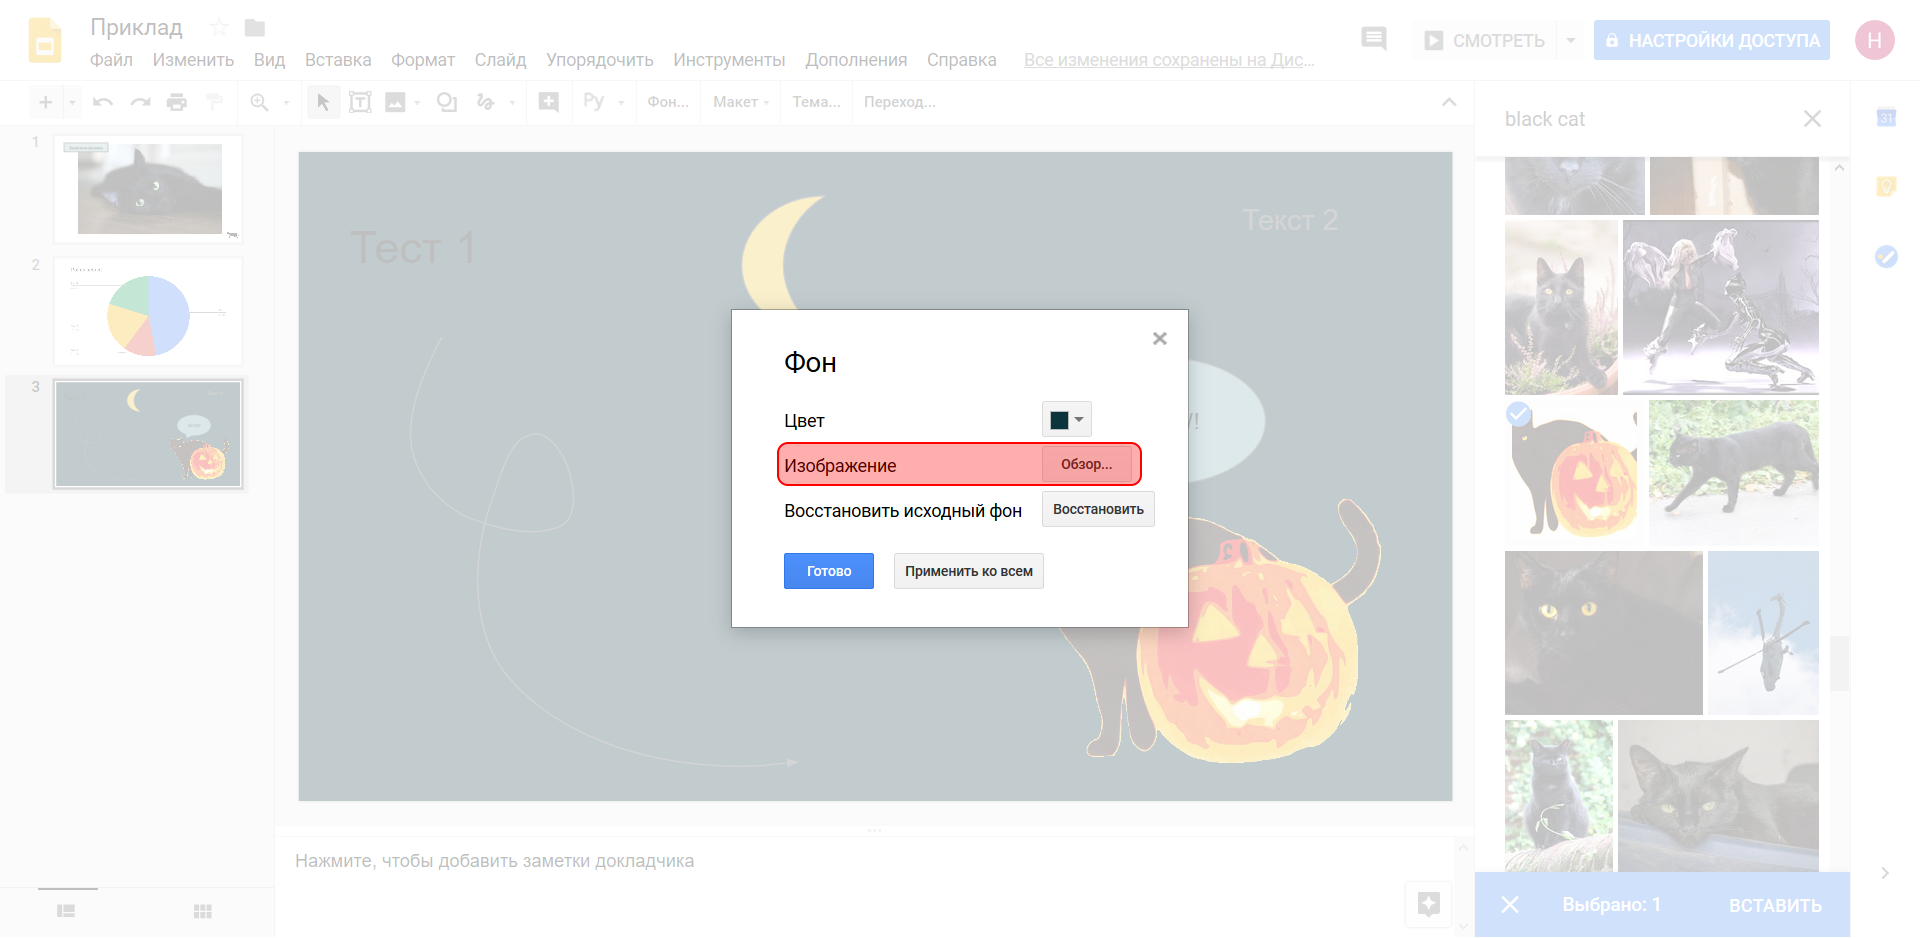 Приклад
Файл Изменить Вид Вставка Формат Слайд Упорядочить Инструменты Дополнения Справка Все изменения сохранены на Дис...
СМОТРЕТЬ
НАСТРОЙКИ ДОСТУПА
Н
Фон... Макет Тема... Переход...
1
2
3
Тест 1
Текст 2
Фон
Цвет
Изображение Обзор...
Восстановить исходный фон Восстановить
Готово Применить ко всем
Нажмите, чтобы добавить заметки докладчика
black cat
31
Выбрано: 1 ВСТАВИТЬ